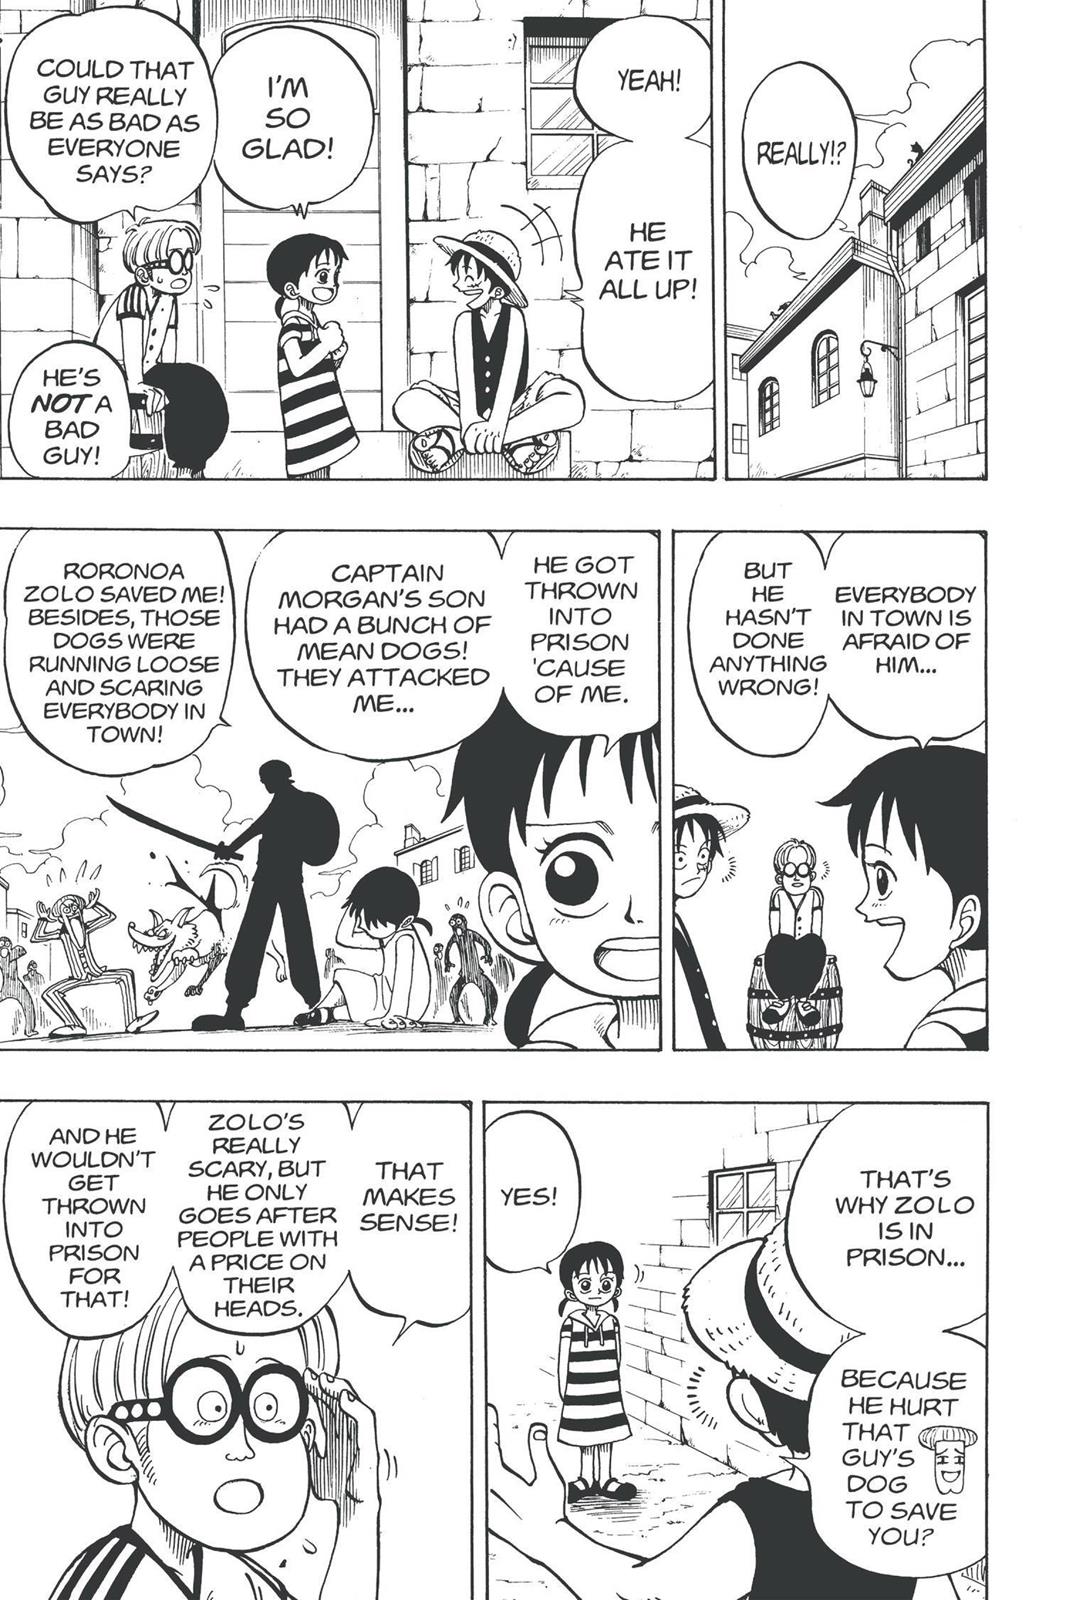 REALLY!?
YEAH!
HE
ATE IT
ALL UP!
I'M
SO
GLAD!
COULD THAT
GUY REALLY
BE AS BAD AS
EVERYONE
SAYS?
HE'S
NOT A
BAD
GUY!
EVERYBODY
IN TOWN IS
AFRAID OF
HIM...
BUT
HE
HASN'T
DONE
ANYTHING
WRONG!
HE GOT
THROWN
INTO
PRISON
'CAUSE
OF ME.
CAPTAIN
MORGAN'S SON
HAD A BUNCH OF
MEAN DOGS!
THEY ATTACKED
ME...
RORONOA
ZOLO SAVED ME!
BESIDES, THOSE
DOGS WERE
RUNNING LOOSE
AND SCARING
EVERYBODY IN
TOWN!
THAT'S
WHY ZOLO
IS IN
PRISON...
BECAUSE
HE HURT
THAT
GUY'S
DOG
TO SAVE
YOU?
YES!
THAT
MAKES
SENSE!
ZOLO'S
REALLY
SCARY, BUT
HE ONLY
GOES AFTER
PEOPLE WITH
A PRICE ON
THEIR
HEADS.
AND HE
WOULDN'T
GET
THROWN
INTO
PRISON
FOR
THAT!